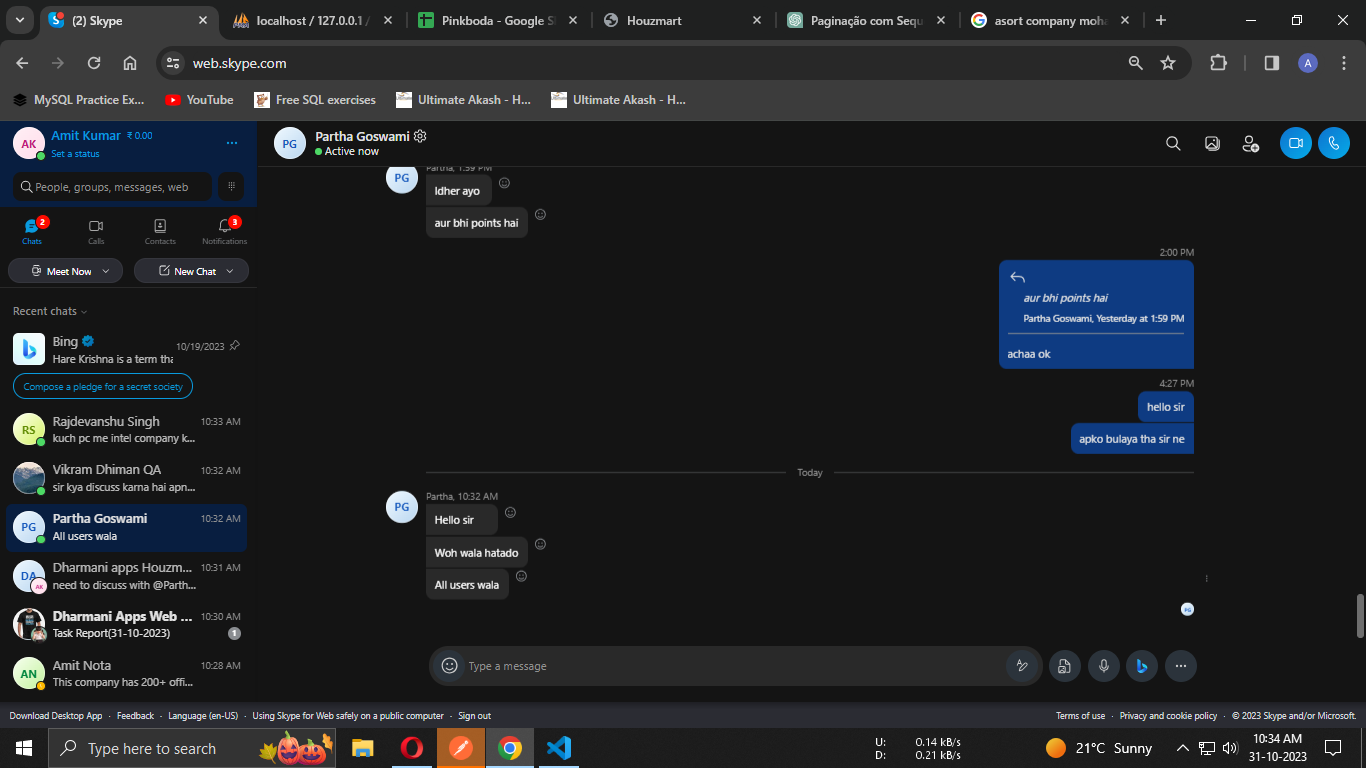 (2) Skype
localhost / 127.0.0.1 /
Pinkboda - Google S
Houzmart
Paginação com Sequ
asort company moha
web.skype.com
A
MySQL Practice Ex...
YouTube
Free SQL exercises
Ultimate Akash - H...
Ultimate Akash - H...
AK
Amit Kumar ₹ 0.00
Set a status
People, groups, messages, web
2
3
Chats
Calls
Contacts
Notifications
Meet Now
New Chat
Recent chats
Bing
10/19/2023
Hare Krishna is a term tha
Compose a pledge for a secret society
RS
Rajdevanshu Singh
10:33 AM
kuch pc me intel company k...
Vikram Dhiman QA
10:32 AM
sir kya discuss karna hai apn...
PG
Partha Goswami
10:32 AM
All users wala
DA
AK
Dharmani apps Houzm...
10:31 AM
need to discuss with @Parth...
Dharmani Apps Web ...
10:30 AM
Task Report(31-10-2023)
1
AN
Amit Nota
10:28 AM
This company has 200+ offi...
PG
Partha Goswami
Active now
Partha, 1:59 PM
PG
Idher ayo
aur bhi points hai
2:00 PM
aur bhi points hai
Partha Goswami, Yesterday at 1:59 PM
achaa ok
4:27 PM
hello sir
apko bulaya tha sir ne
Today
Partha, 10:32 AM
PG
Hello sir
Woh wala hatado
All users wala
PG
Type a message
Download Desktop App · Feedback · Language (en-US) · Using Skype for Web safely on a public computer · Sign out
Terms of use · Privacy and cookie policy · © 2023 Skype and/or Microsoft.
Type here to search
U: 0.14 kB/s
D: 0.21 kB/s
21°C Sunny
10:34 AM
31-10-2023